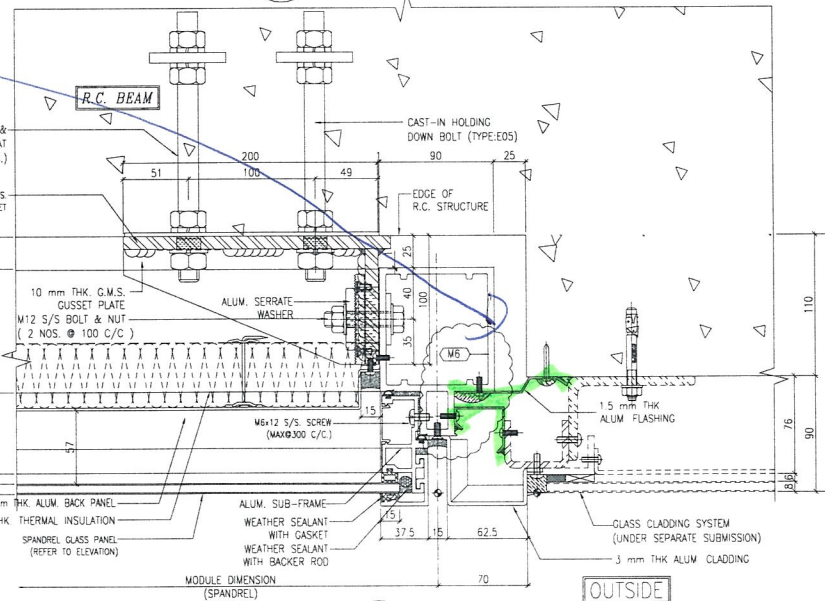 R.C. BEAM
&
AT
.)
CAST-IN HOLDING
DOWN BOLT (TYPE:E05)
200
90
25
51
100
49
S.
ET
EDGE OF
R.C. STRUCTURE
25
40
100
35
110
10 mm THK. G.M.S.
GUSSET PLATE
M12 S/S BOLT & NUT
( 2 NOS. @ 100 C/C )
ALUM. SERRATE
WASHER
M6
1.5 mm THK
ALUM FLASHING
15
M6x12 S/S. SCREW
(MAX@300 C/C.)
57
76
90
8
6
m THK. ALUM. BACK PANEL
HK THERMAL INSULATION
SPANDREL GLASS PANEL
(REFER TO ELEVATION)
ALUM. SUB-FRAME
WEATHER SEALANT
WITH GASKET
WEATHER SEALANT
WITH BACKER ROD
15
37.5
15
62.5
GLASS CLADDING SYSTEM
(UNDER SEPARATE SUBMISSION)
3 mm THK ALUM CLADDING
MODULE DIMENSION
(SPANDREL)
70
OUTSIDE